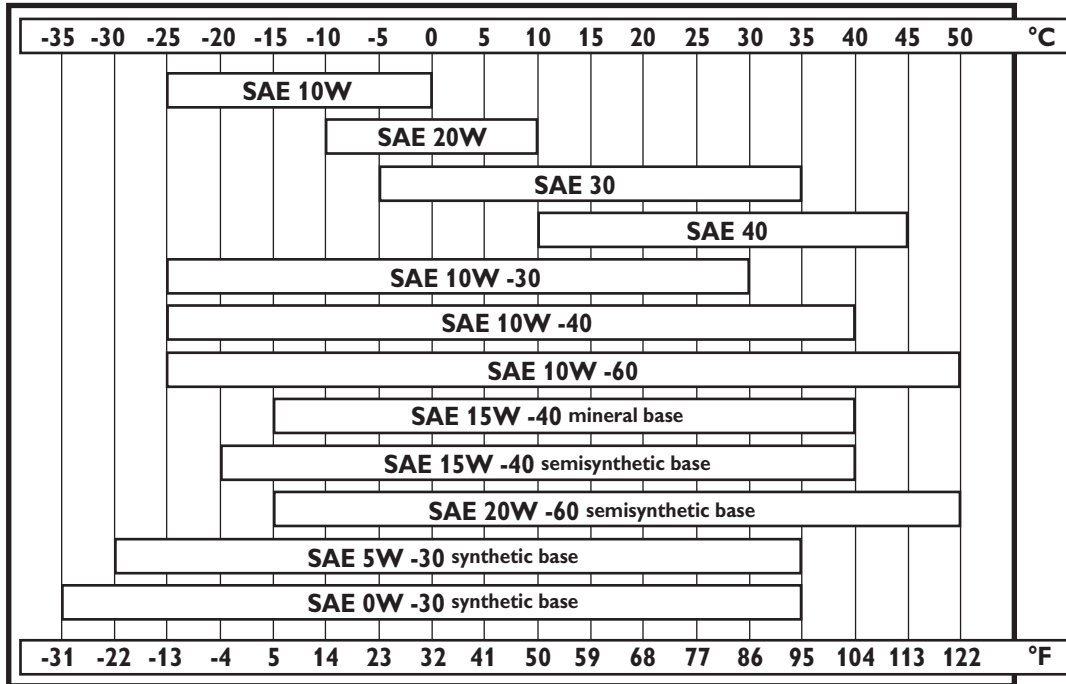 -35 -30 -25 -20 -15 -10 -5 0 5 10 15 20 25 30 35 40 45 50 °C
SAE 10W
SAE 20W
SAE 30
SAE 40
SAE 10W -30
SAE 10W -40
SAE 10W -60
SAE 15W -40 mineral base
SAE 15W -40 semisynthetic base
SAE 20W -60 semisynthetic base
SAE 5W -30 synthetic base
SAE 0W -30 synthetic base
-31 -22 -13 -4 5 14 23 32 41 50 59 68 77 86 95 104 113 122 °F